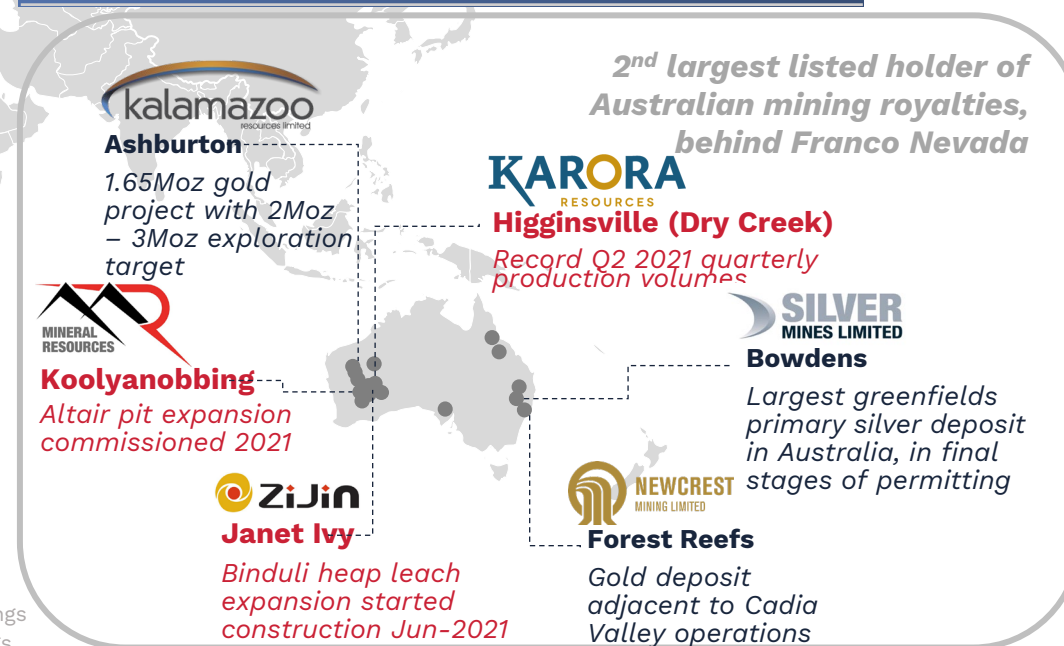 2nd largest listed holder of
Australian mining royalties,
behind Franco Nevada
kalamazoo
resources limited
Ashburton
1.65Moz gold
project with 2Moz
– 3Moz exploration
target
KARORA
RESOURCES
Higginsville (Dry Creek)
Record Q2 2021 quarterly
production volumes
MINERAL
RESOURCES
Koolyanobbing
Altair pit expansion
commissioned 2021
SILVER
MINES LIMITED
Bowdens
Largest greenfields
primary silver deposit
in Australia, in final
stages of permitting
ZiJin
Janet Ivy
Binduli heap leach
expansion started
construction Jun-2021
NEWCREST
MINING LIMITED
Forest Reefs
Gold deposit
adjacent to Cadia
Valley operations
ngs